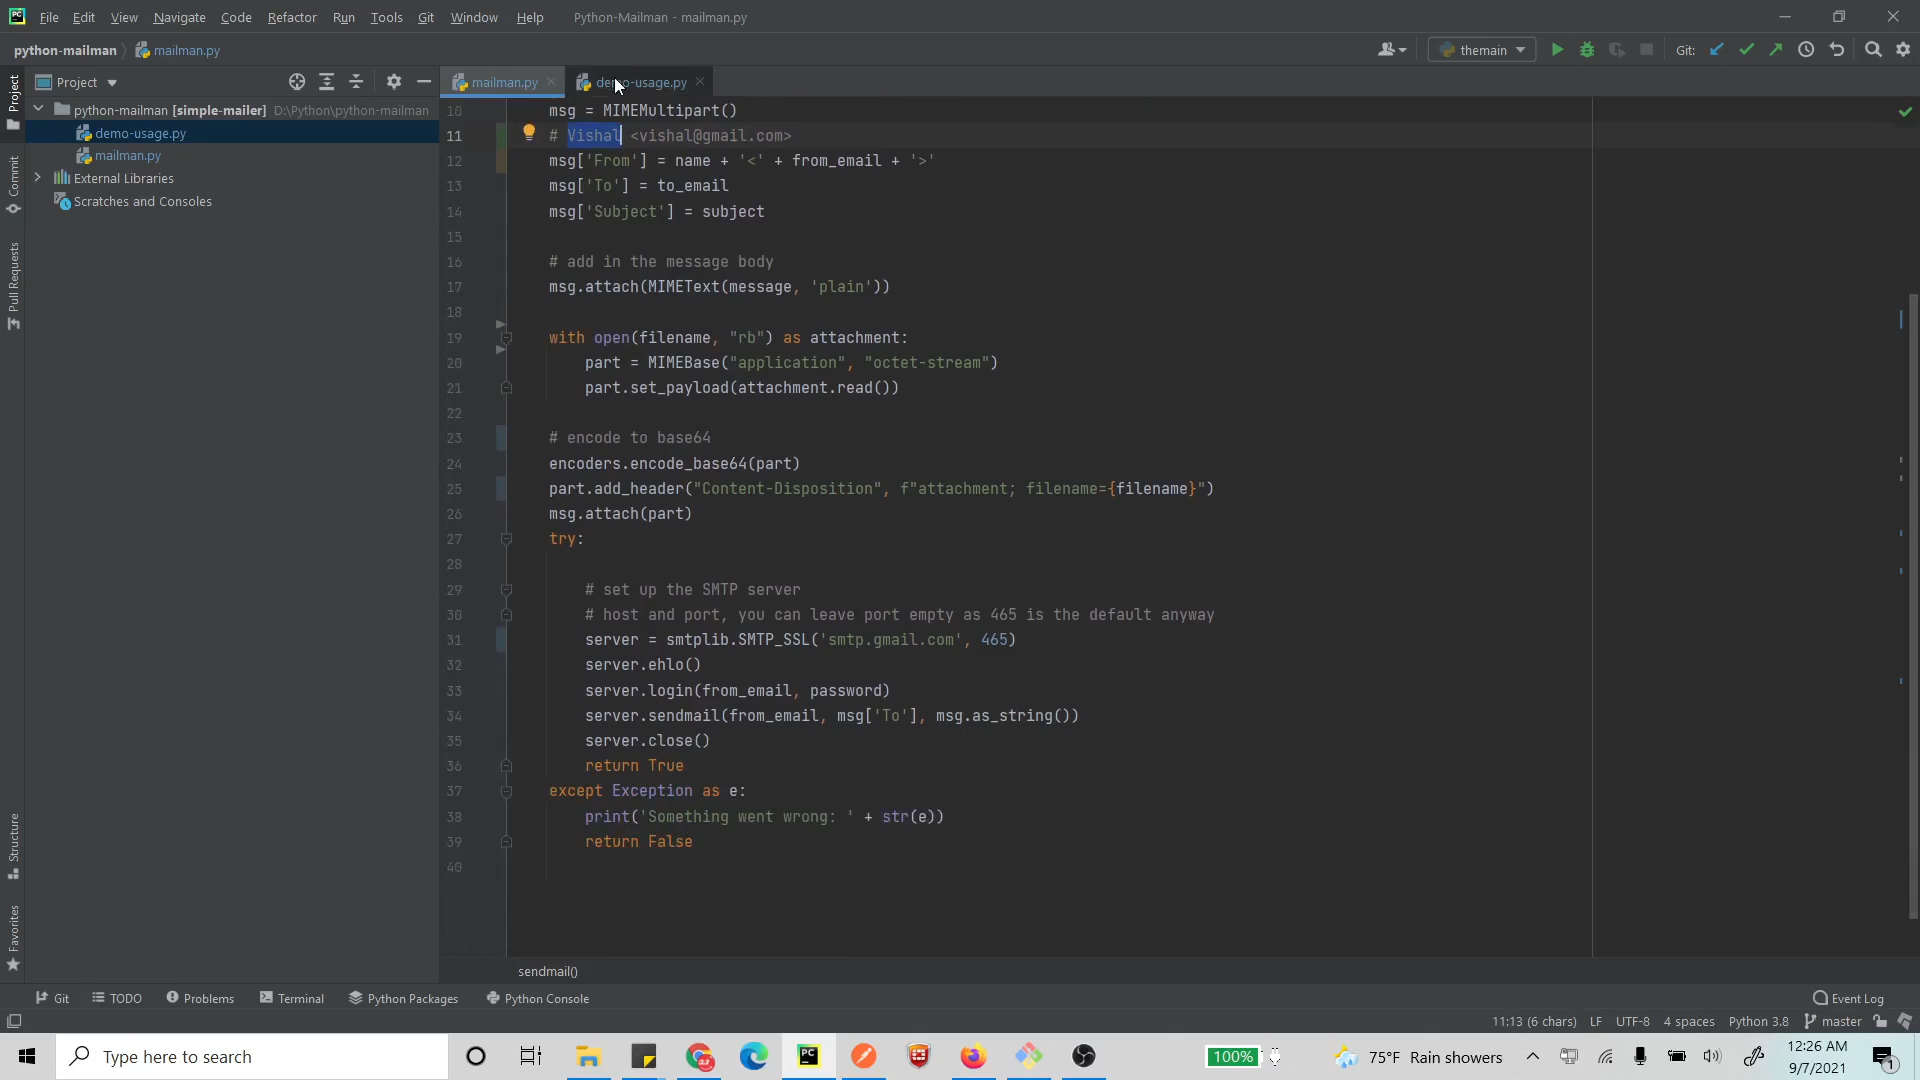 File Edit View Navigate Code Refactor Run Tools Git Window Help Python-Mailman - mailman.py
python-mailman mailman.py themain Git:
Project mailman.py demo-usage.py
python-mailman [simple-mailer] D:\Python\python-mailman
demo-usage.py
mailman.py
External Libraries
Scratches and Consoles
Project
Commit
Pull Requests
Structure
Favorites
10 msg = MIMEMultipart()
11 # Vishal <vishal@gmail.com>
12 msg['From'] = name + '<' + from_email + '>'
13 msg['To'] = to_email
14 msg['Subject'] = subject
15
16 # add in the message body
17 msg.attach(MIMEText(message, 'plain'))
18
19 with open(filename, "rb") as attachment:
20 part = MIMEBase("application", "octet-stream")
21 part.set_payload(attachment.read())
22
23 # encode to base64
24 encoders.encode_base64(part)
25 part.add_header("Content-Disposition", f"attachment; filename={filename}")
26 msg.attach(part)
27 try:
28
29 # set up the SMTP server
30 # host and port, you can leave port empty as 465 is the default anyway
31 server = smtplib.SMTP_SSL('smtp.gmail.com', 465)
32 server.ehlo()
33 server.login(from_email, password)
34 server.sendmail(from_email, msg['To'], msg.as_string())
35 server.close()
36 return True
37 except Exception as e:
38 print('Something went wrong: ' + str(e))
39 return False
40
sendmail()
Git TODO Problems Terminal Python Packages Python Console Event Log
11:13 (6 chars) LF UTF-8 4 spaces Python 3.8 master
Type here to search 100% 75°F Rain showers 12:26 AM
9/7/2021 1